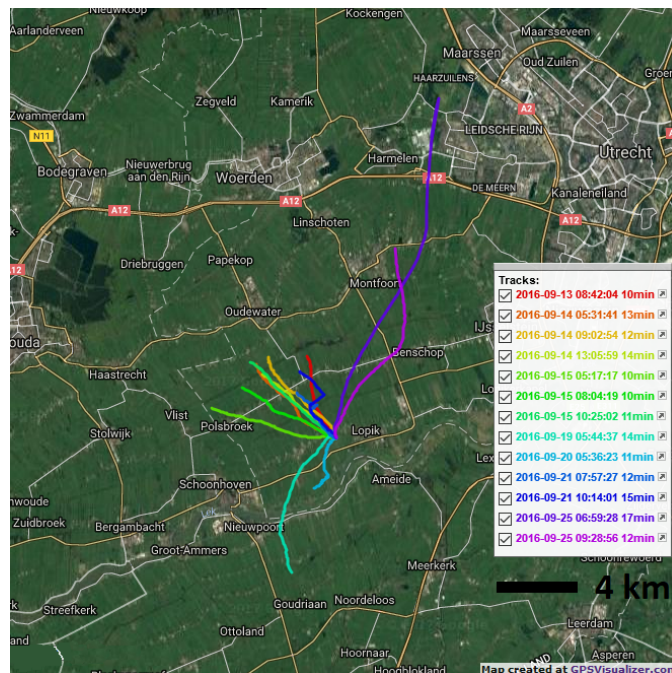 Nieuwkoop
Aarlanderveen
Kockengen
Maarsseveen
Maarssen
Oud Zuilen
Groe
HAARZUILENS
Zegveld
Kamerik
A2
Zwammerdam
LEIDSCHE RIJN
N11
Harmelen
Utrecht
Bodegraven
Nieuwerbrug
aan den Rijn
Woerden
A12
DE MEERN
Kanaleneiland
A12
A12
A12
Linschoten
Driebruggen
Papekop
A12
Montfoort
Oudewater
IJss
ouda
Benschop
Haastrecht
Vlist
Polsbroek
Lopik
Stolwijk
Lex
Schoonhoven
Ameide
nwoude
Zuidbroek
Bergambacht
Lek
Nieuwpoort
Groot-Ammers
Meerkerk
Schoonrewoerd
Streefkerk
Goudriaan
Noordeloos
Ottoland
Leerdam
Hoornaar
Asperen
Hoogblokland
Tracks:
2016-09-13 08:42:04 10min
2016-09-14 05:31:41 13min
2016-09-14 09:02:54 12min
2016-09-14 13:05:59 14min
2016-09-15 05:17:17 10min
2016-09-15 08:04:19 10min
2016-09-15 10:25:02 11min
2016-09-19 05:44:37 14min
2016-09-20 05:36:23 11min
2016-09-21 07:57:27 12min
2016-09-21 10:14:01 15min
2016-09-25 06:59:28 17min
2016-09-25 09:28:56 12min
4 km
Map created at GPSVisualizer.com